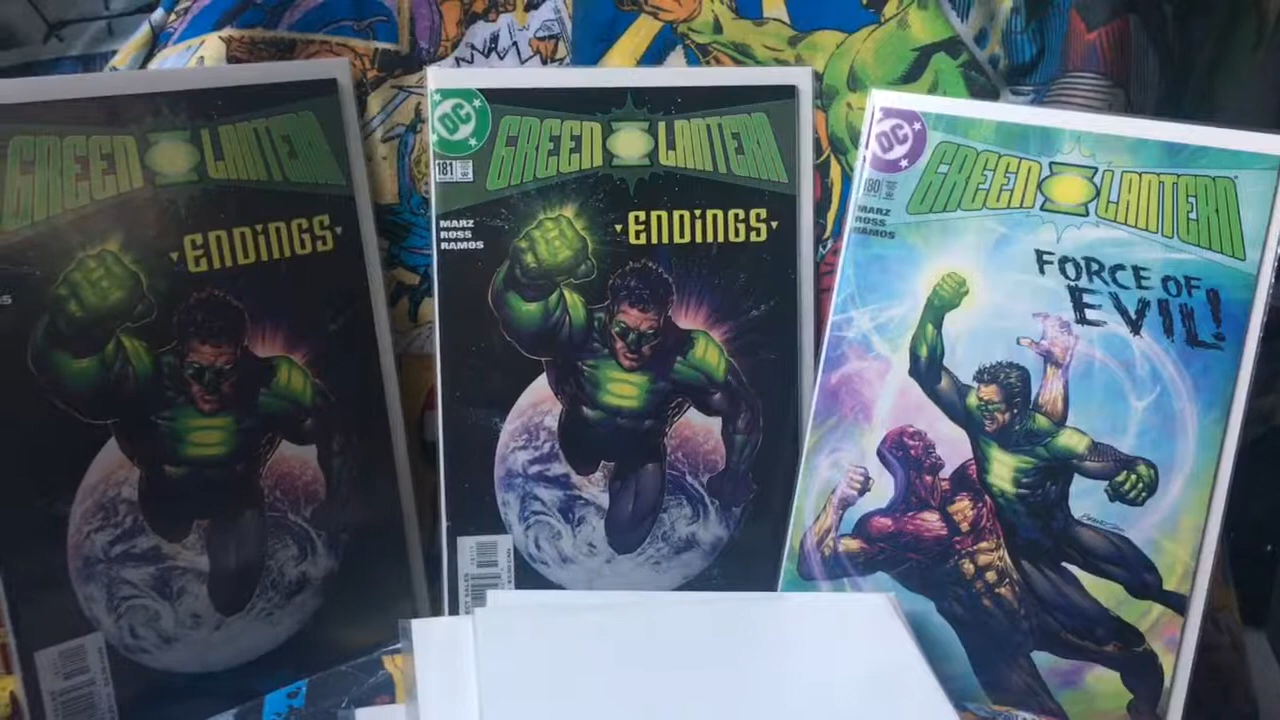 GREEN LANTERN
ENDINGS
DC
181
GREEN LANTERN
MARZ
ROSS
RAMOS
ENDINGS
DC
180
GREEN LANTERN
MARZ
ROSS
RAMOS
FORCE OF
EVIL!